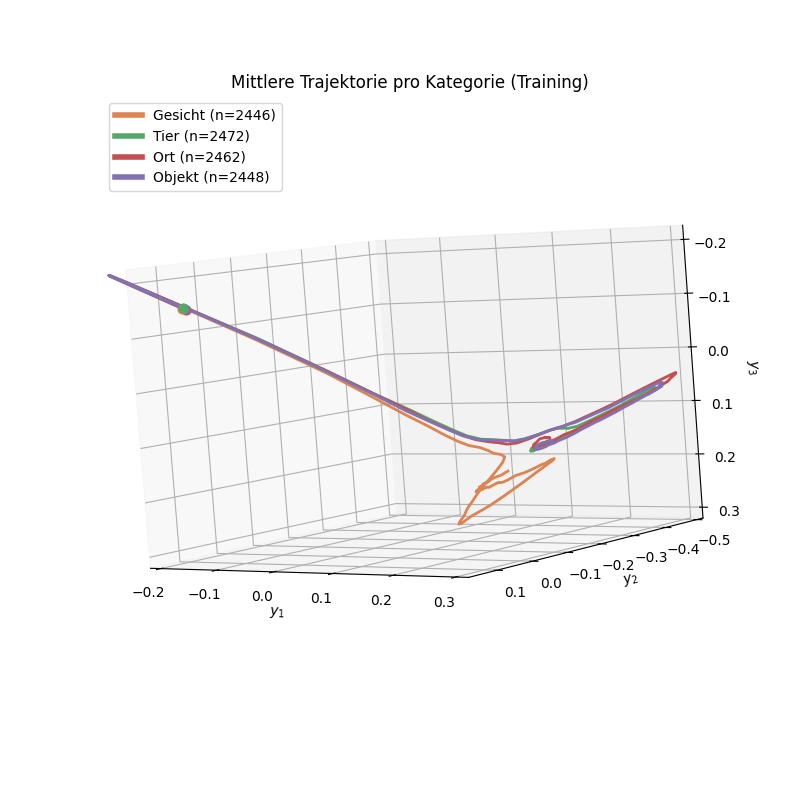 Mittlere Trajektorie pro Kategorie (Training)
Gesicht (n=2446)
Tier (n=2472)
Ort (n=2462)
Objekt (n=2448)
−0.2
−0.1
0.0
0.1
0.2
0.3
y₃
−0.5
−0.4
−0.3
−0.2
−0.1
0.0
0.1
y₂
−0.2
−0.1
0.0
0.1
0.2
0.3
y₁